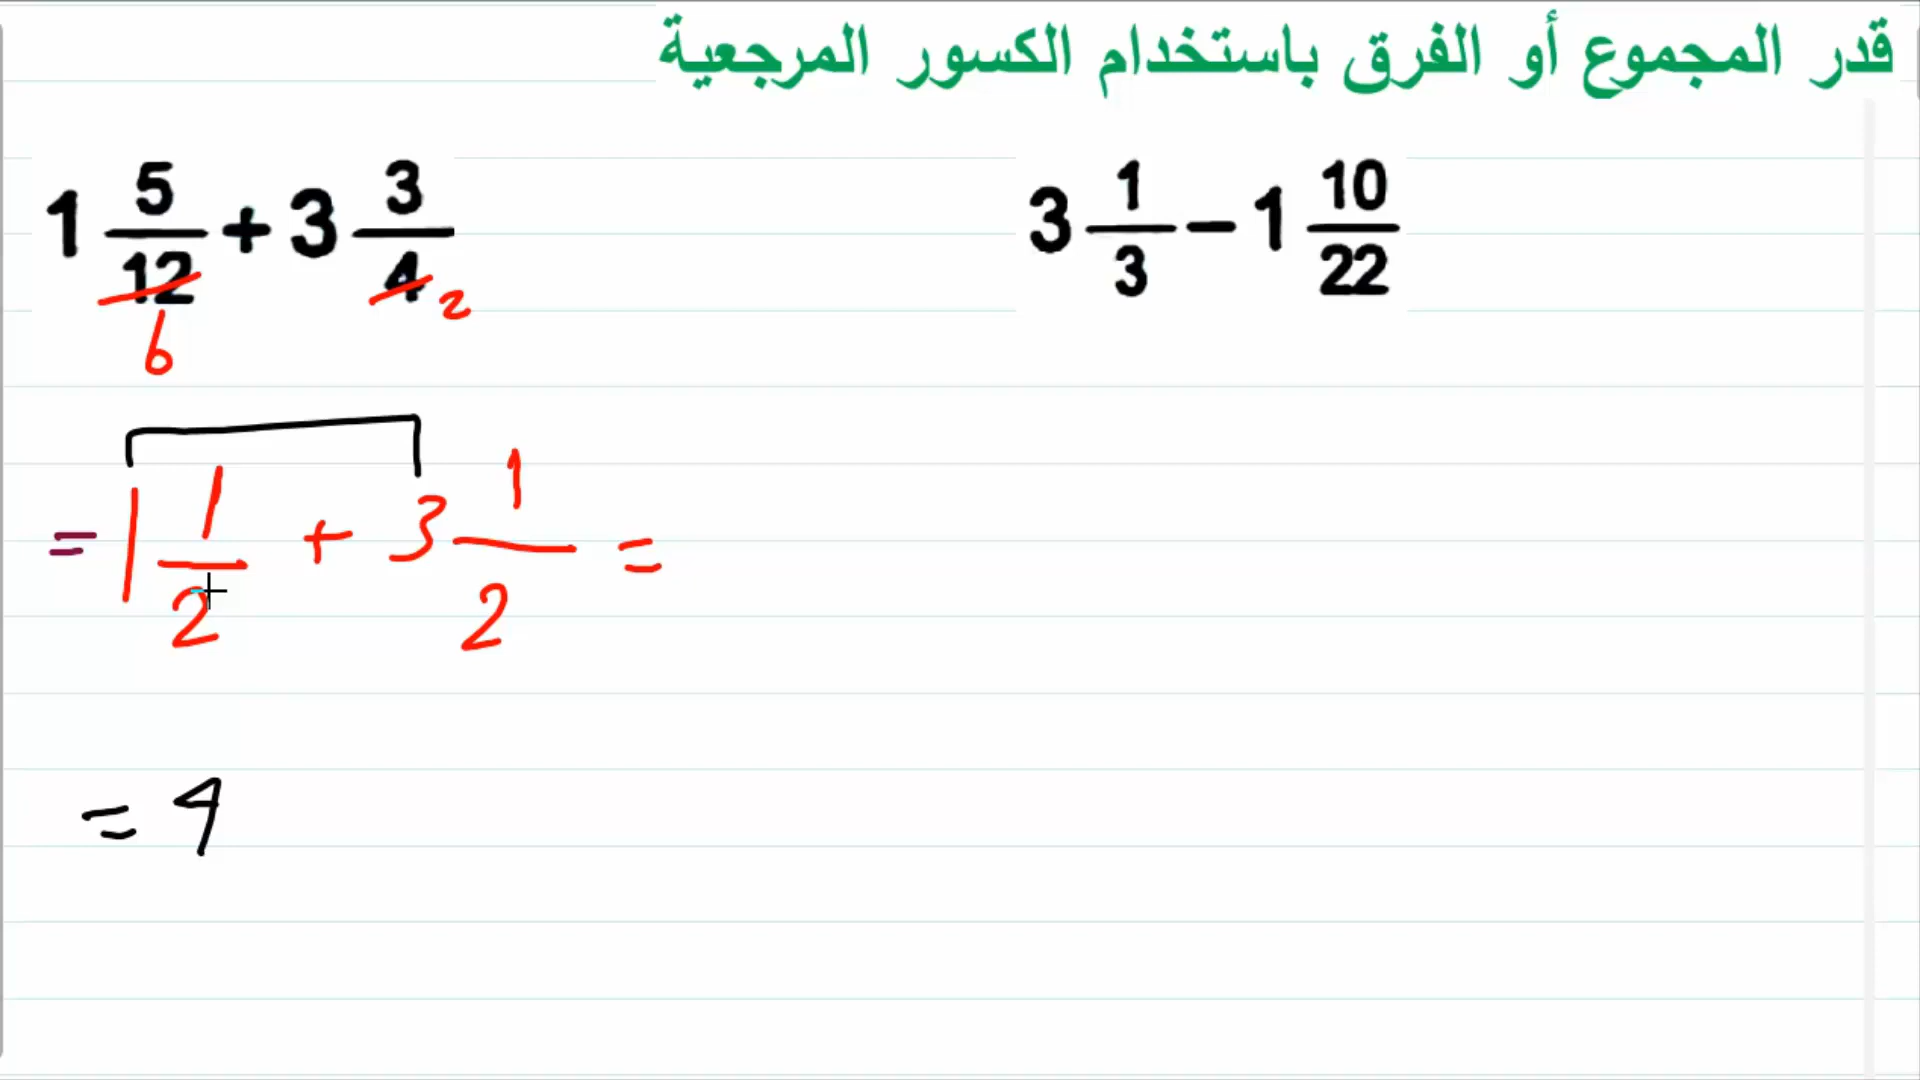 قدر المجموع أو الفرق باستخدام الكسور المرجعية
1 5/12 + 3 3/4
6 2
= 1 1/2 + 3 1/2 =
= 4
3 1/3 - 1 10/22